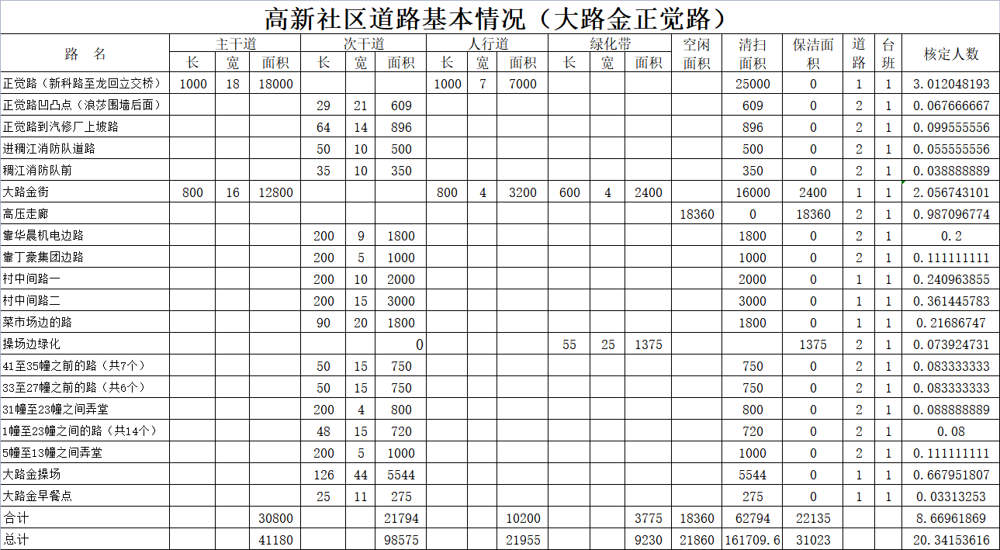 高新社区道路基本情况（大路金正觉路）
路 名 主干道 次干道 人行道 绿化带 空闲面积 清扫面积 保洁面积 道路 台班 核定人数
长 宽 面积 长 宽 面积 长 宽 面积 长 宽 面积
正觉路（新科路至龙回立交桥） 1000 18 18000 1000 7 7000 25000 0 1 1 3.012048193
正觉路凹凸点（浪莎围墙后面） 29 21 609 609 0 2 1 0.067666667
正觉路到汽修厂上坡路 64 14 896 896 0 2 1 0.099555556
进稠江消防队道路 50 10 500 500 0 2 1 0.055555556
稠江消防队前 35 10 350 350 0 2 1 0.038888889
大路金街 800 16 12800 800 4 3200 600 4 2400 16000 2400 1 1 2.056743101
高压走廊 18360 0 18360 2 1 0.987096774
靠华晨机电边路 200 9 1800 1800 0 2 1 0.2
靠丁豪集团边路 200 5 1000 1000 0 2 1 0.111111111
村中间路一 200 10 2000 2000 0 1 1 0.240963855
村中间路二 200 15 3000 3000 0 1 1 0.361445783
菜市场边的路 90 20 1800 1800 0 1 1 0.21686747
操场边绿化 0 55 25 1375 1375 2 1 0.073924731
41至35幢之前的路（共7个） 50 15 750 750 0 2 1 0.083333333
33至27幢之前的路（共6个） 50 15 750 750 0 2 1 0.083333333
31幢至23幢之间弄堂 200 4 800 800 0 2 1 0.088888889
1幢至23幢之间的路（共14个） 48 15 720 720 0 2 1 0.08
5幢至13幢之间弄堂 200 5 1000 1000 0 2 1 0.111111111
大路金操场 126 44 5544 5544 0 1 1 0.667951807
大路金早餐点 25 11 275 275 0 1 1 0.03313253
合计 30800 21794 10200 3775 18360 62794 22135 8.66961869
总计 41180 98575 21955 9230 21860 161709.6 31023 20.34153616